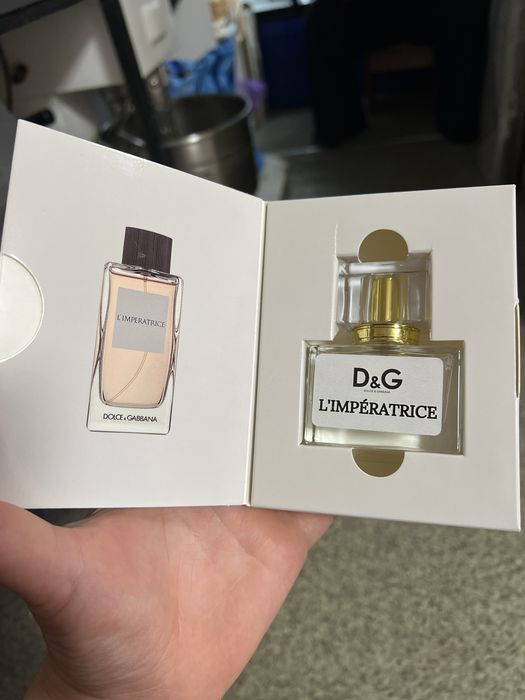 L'IMPERATRICE
DOLCE & GABBANA
D&G
DOLCE & GABBANA
L'IMPÉRATRICE